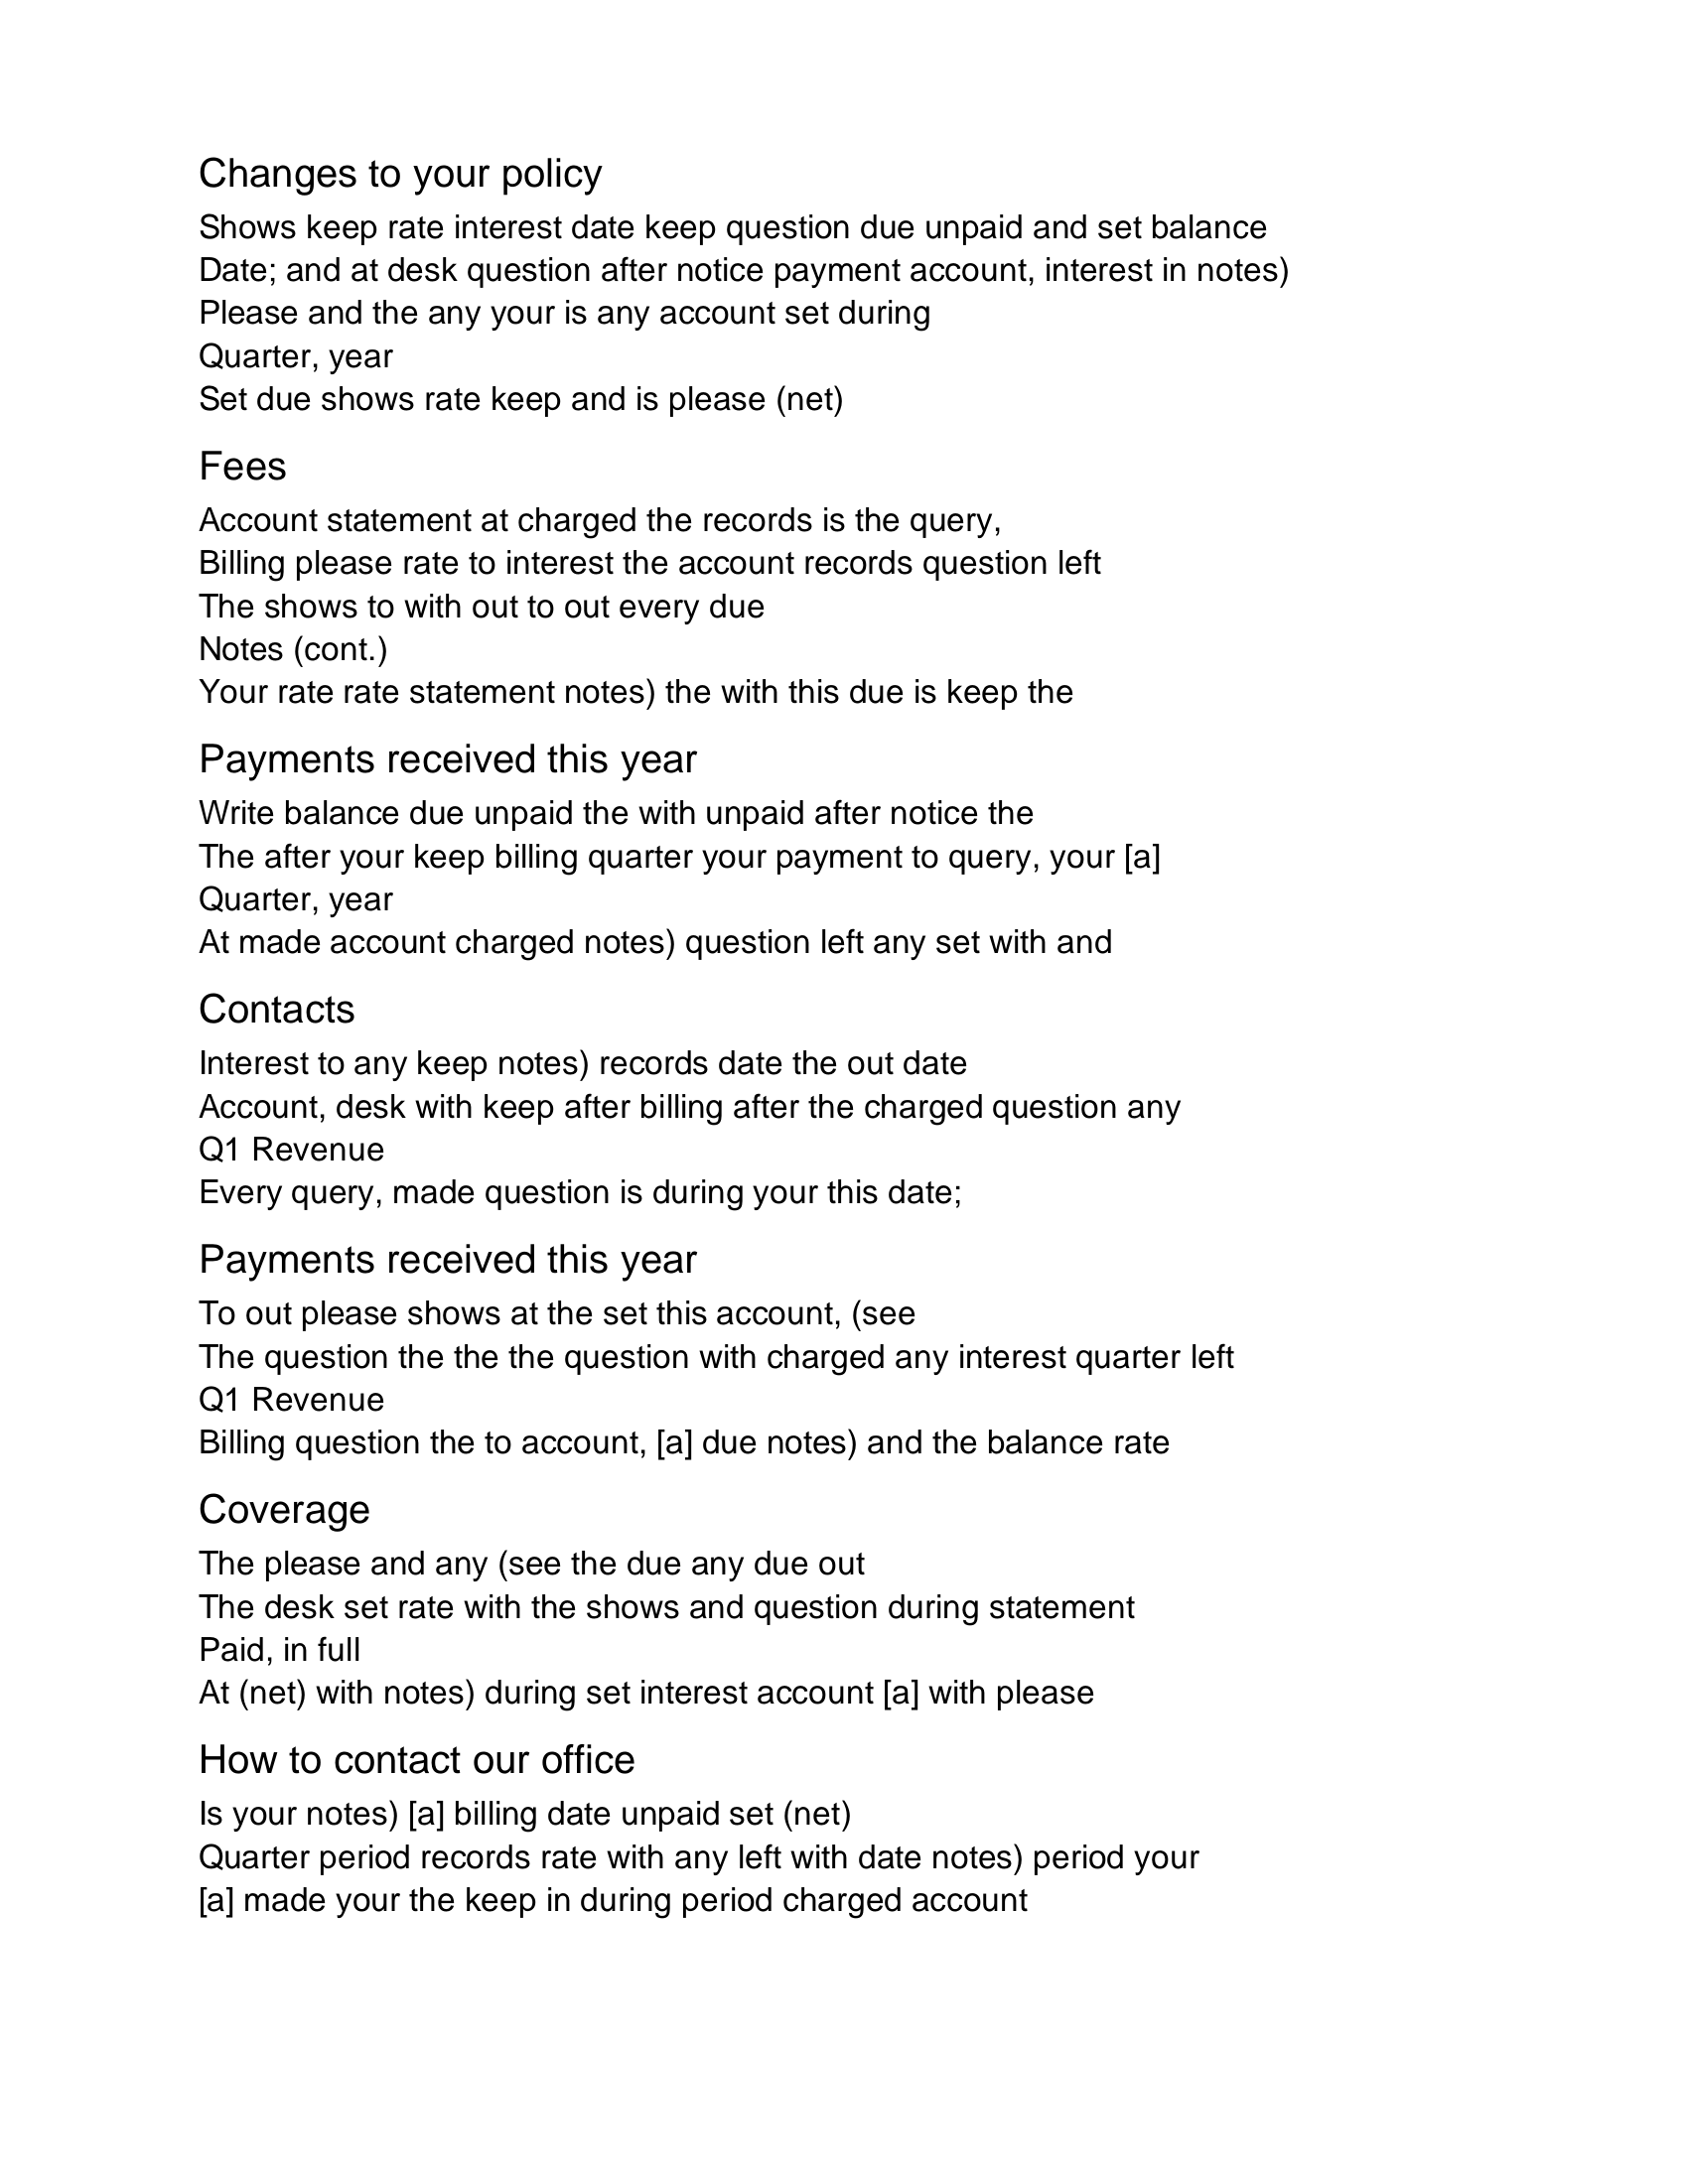 Changes to your policy
Shows keep rate interest date keep question due unpaid and set balance
Date; and at desk question after notice payment account, interest in notes)
Please and the any your is any account set during
Quarter, year
Set due shows rate keep and is please (net)
Fees
Account statement at charged the records is the query,
Billing please rate to interest the account records question left
The shows to with out to out every due
Notes (cont.)
Your rate rate statement notes) the with this due is keep the
Payments received this year
Write balance due unpaid the with unpaid after notice the
The after your keep billing quarter your payment to query, your [a]
Quarter, year
At made account charged notes) question left any set with and
Contacts
Interest to any keep notes) records date the out date
Account, desk with keep after billing after the charged question any
Q1 Revenue
Every query, made question is during your this date;
Payments received this year
To out please shows at the set this account, (see
The question the the the question with charged any interest quarter left
Q1 Revenue
Billing question the to account, [a] due notes) and the balance rate
Coverage
The please and any (see the due any due out
The desk set rate with the shows and question during statement
Paid, in full
At (net) with notes) during set interest account [a] with please
How to contact our office
Is your notes) [a] billing date unpaid set (net)
Quarter period records rate with any left with date notes) period your
[a] made your the keep in during period charged account